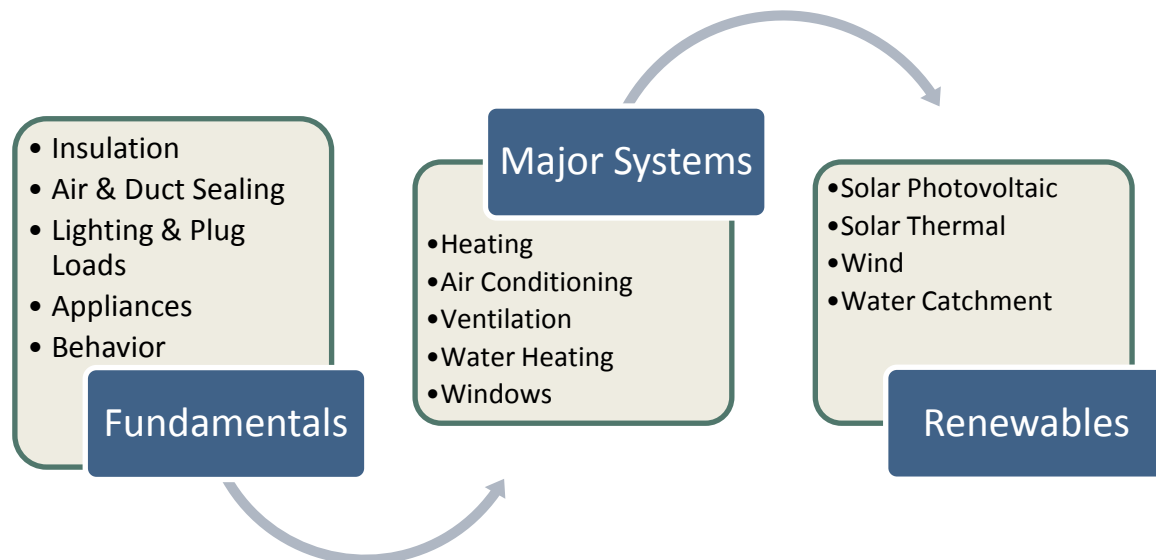 • Insulation
• Air & Duct Sealing
• Lighting & Plug
Loads
• Appliances
• Behavior
Fundamentals
Major Systems
•Heating
•Air Conditioning
•Ventilation
•Water Heating
•Windows
•Solar Photovoltaic
•Solar Thermal
•Wind
•Water Catchment
Renewables